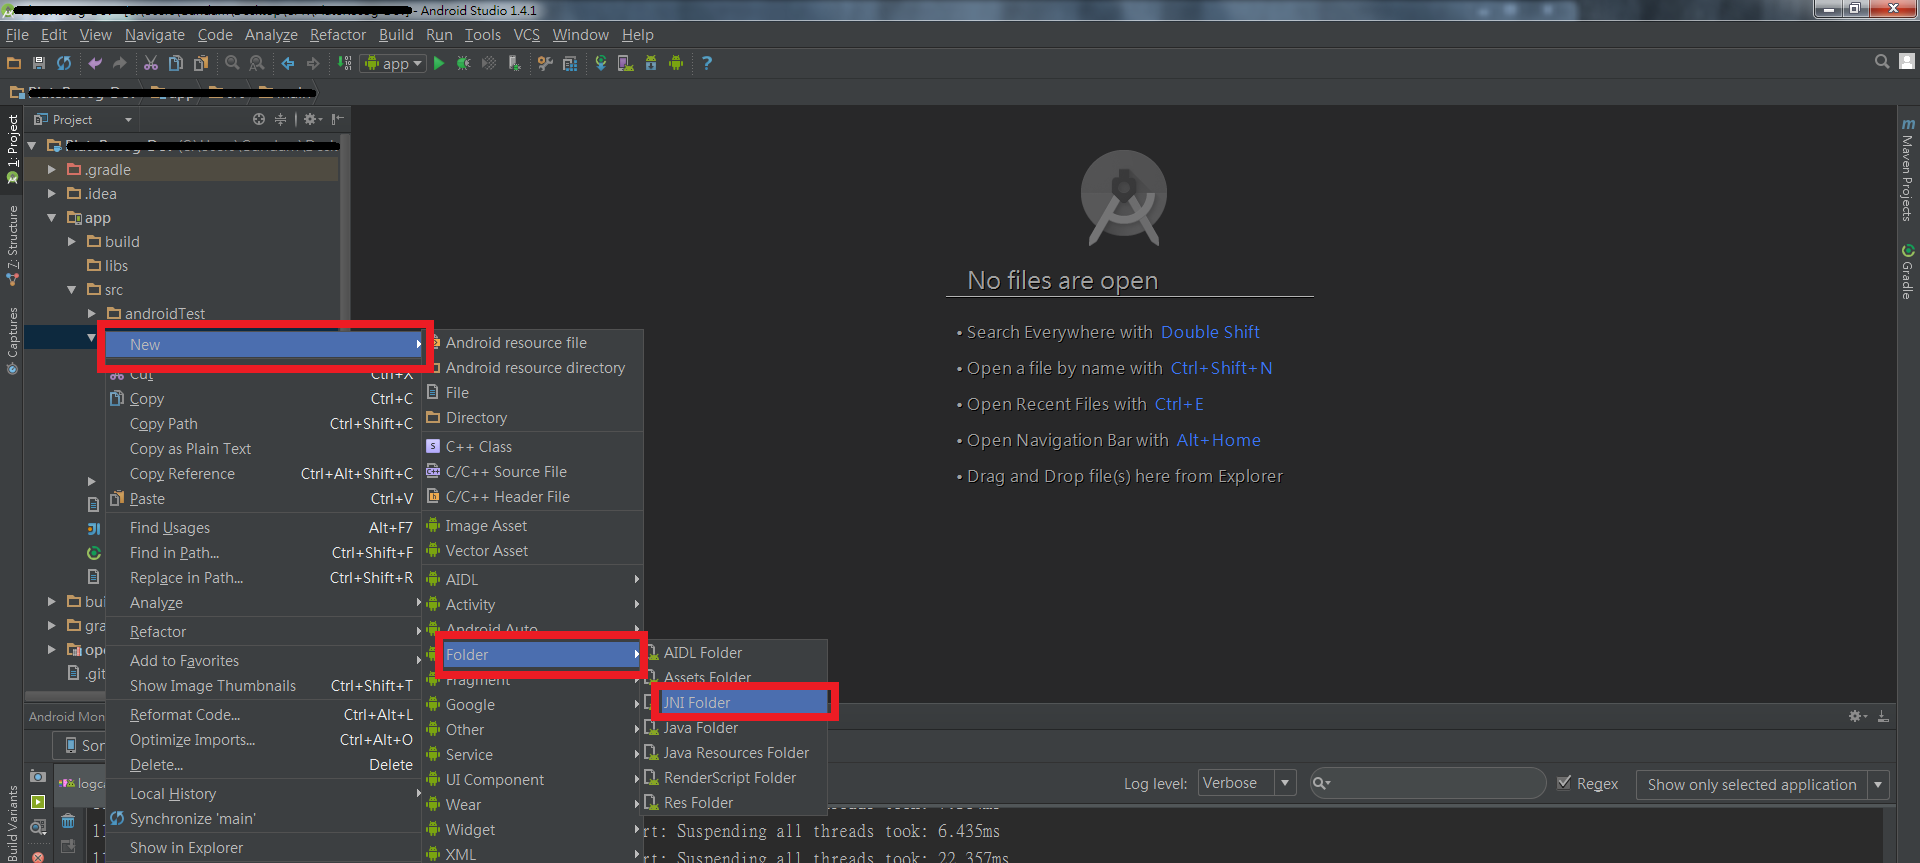 - Android Studio 1.4.1
File Edit View Navigate Code Analyze Refactor Build Run Tools VCS Window Help
app
Project
1: Project
7: Structure
Captures
Build Variants
.gradle
.idea
app
build
libs
src
androidTest
bui
gra
ope
.git
New
Cut Ctrl+X
Copy Ctrl+C
Copy Path Ctrl+Shift+C
Copy as Plain Text
Copy Reference Ctrl+Alt+Shift+C
Paste Ctrl+V
Find Usages Alt+F7
Find in Path... Ctrl+Shift+F
Replace in Path... Ctrl+Shift+R
Analyze
Refactor
Add to Favorites
Show Image Thumbnails Ctrl+Shift+T
Reformat Code... Ctrl+Alt+L
Optimize Imports... Ctrl+Alt+O
Delete... Delete
Local History
Synchronize 'main'
Show in Explorer
Android resource file
Android resource directory
File
Directory
C++ Class
C/C++ Source File
C/C++ Header File
Image Asset
Vector Asset
AIDL
Activity
Android Auto
Folder
Fragment
Google
Other
Service
UI Component
Wear
Widget
XML
AIDL Folder
Assets Folder
JNI Folder
Java Folder
Java Resources Folder
RenderScript Folder
Res Folder
No files are open
• Search Everywhere with Double Shift
• Open a file by name with Ctrl+Shift+N
• Open Recent Files with Ctrl+E
• Open Navigation Bar with Alt+Home
• Drag and Drop file(s) here from Explorer
Maven Projects
Gradle
Android Mon
Son
logca
Log level: Verbose Regex Show only selected application
rt: Suspending all threads took: 6.435ms
rt: Suspending all threads took: 22.357ms